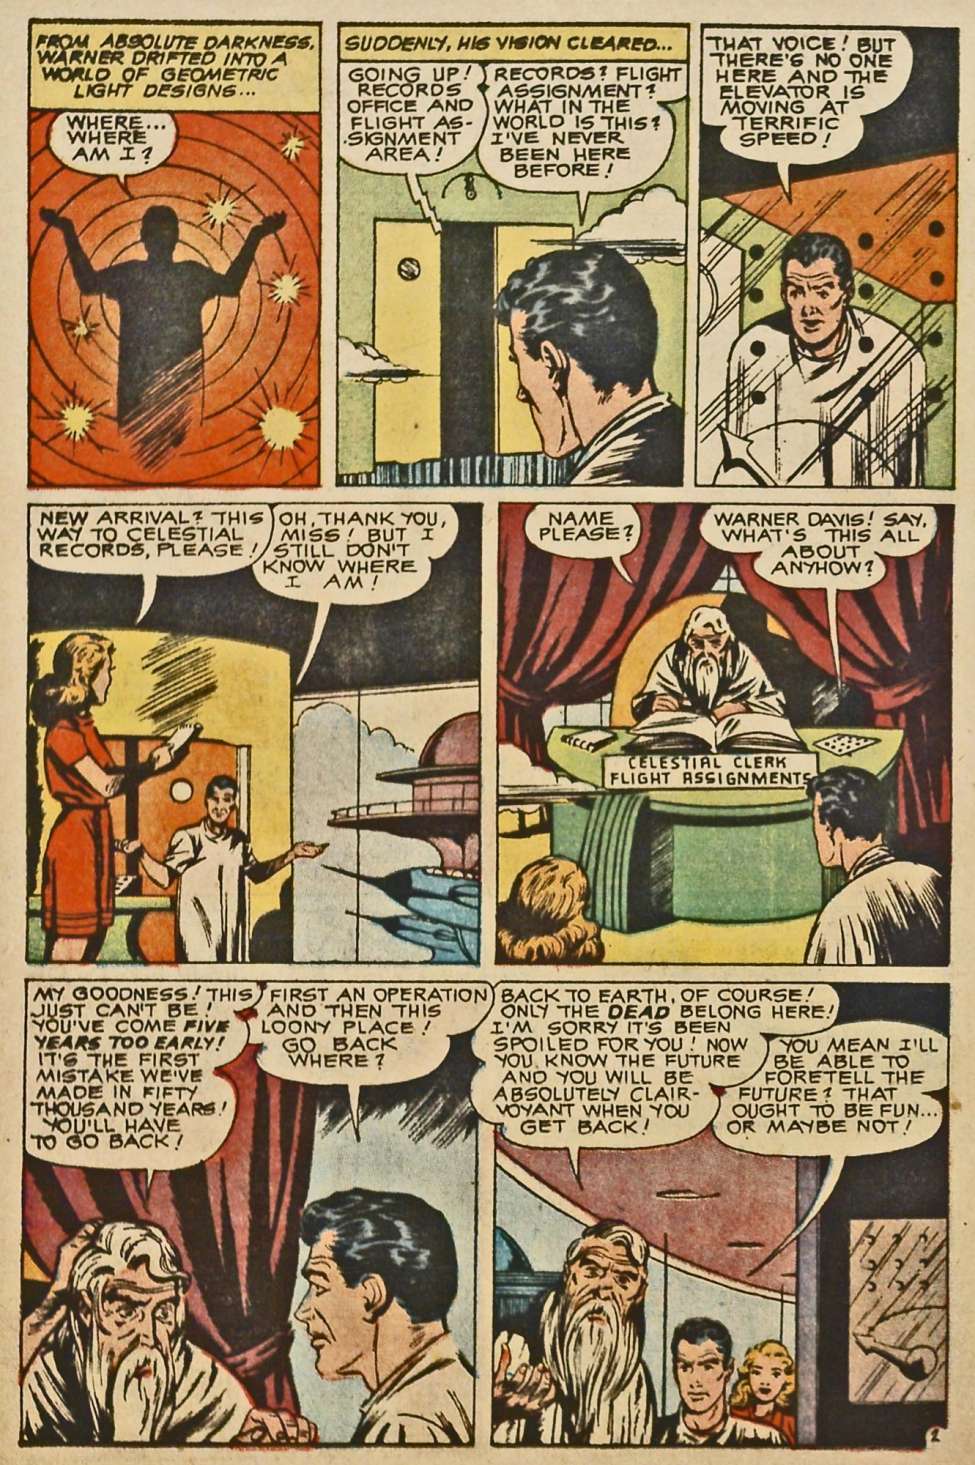 FROM ABSOLUTE DARKNESS,
WARNER DRIFTED INTO A
WORLD OF GEOMETRIC
LIGHT DESIGNS...
WHERE...
WHERE
AM I?
SUDDENLY, HIS VISION CLEARED...
GOING UP!
RECORDS
OFFICE AND
FLIGHT AS-
SIGNMENT
AREA!
RECORDS? FLIGHT
ASSIGNMENT?
WHAT IN THE
WORLD IS THIS?
I'VE NEVER
BEEN HERE
BEFORE!
THAT VOICE! BUT
THERE'S NO ONE
HERE AND THE
ELEVATOR IS
MOVING AT
TERRIFIC
SPEED!
NEW ARRIVAL? THIS
WAY TO CELESTIAL
RECORDS, PLEASE!
OH, THANK YOU,
MISS! BUT I
STILL DON'T
KNOW WHERE
I AM!
NAME
PLEASE?
WARNER DAVIS! SAY,
WHAT'S THIS ALL
ABOUT
ANYHOW?
CELESTIAL CLERK
FLIGHT ASSIGNMENTS
MY GOODNESS! THIS
JUST CAN'T BE!
YOU'VE COME FIVE
YEARS TOO EARLY!
IT'S THE FIRST
MISTAKE WE'VE
MADE IN FIFTY
THOUSAND YEARS!
YOU'LL HAVE
TO GO BACK!
FIRST AN OPERATION
AND THEN THIS
LOONY PLACE!
GO BACK
WHERE?
BACK TO EARTH, OF COURSE!
ONLY THE DEAD BELONG HERE!
I'M SORRY IT'S BEEN
SPOILED FOR YOU! NOW
YOU KNOW THE FUTURE
AND YOU WILL BE
ABSOLUTELY CLAIR-
VOYANT WHEN YOU
GET BACK!
YOU MEAN I'LL
BE ABLE TO
FORETELL THE
FUTURE? THAT
OUGHT TO BE FUN...
OR MAYBE NOT!
2